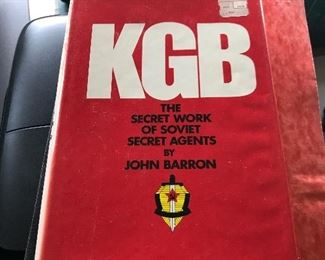 KGB
THE
SECRET WORK
OF SOVIET
SECRET AGENTS
BY
JOHN BARRON